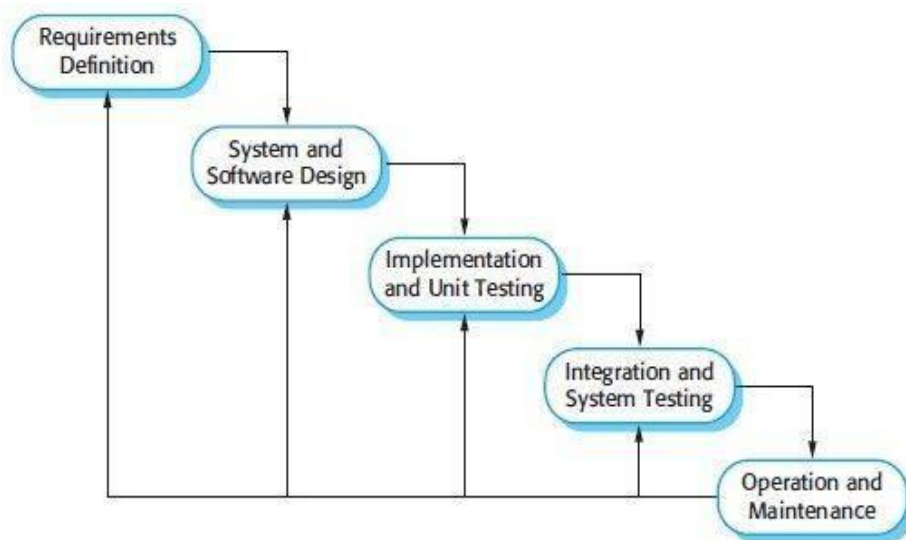 Requirements
Definition
System and
Software Design
Implementation
and Unit Testing
Integration and
System Testing
Operation and
Maintenance